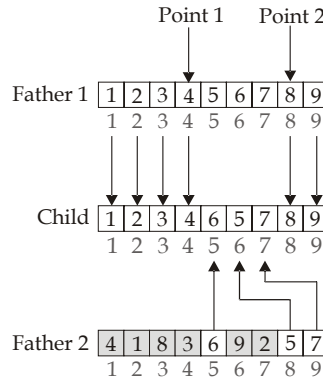 Point 1 Point 2
Father 1 1 2 3 4 5 6 7 8 9
1 2 3 4 5 6 7 8 9
Child 1 2 3 4 6 5 7 8 9
1 2 3 4 5 6 7 8 9
Father 2 4 1 8 3 6 9 2 5 7
1 2 3 4 5 6 7 8 9